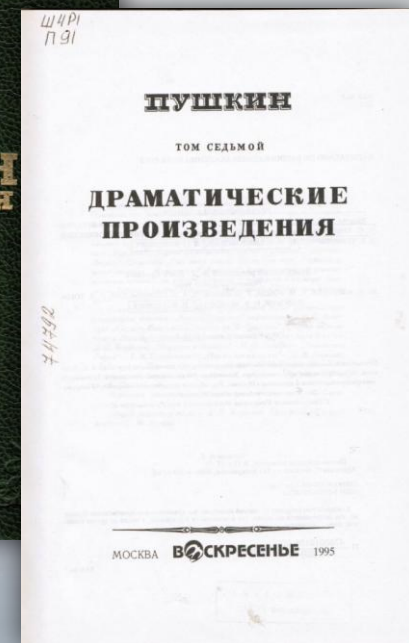 Ш4Р1
П91
ПУШКИН
ТОМ СЕДЬМОЙ
ДРАМАТИЧЕСКИЕ
ПРОИЗВЕДЕНИЯ
74792
МОСКВА ВОСКРЕСЕНЬЕ 1995